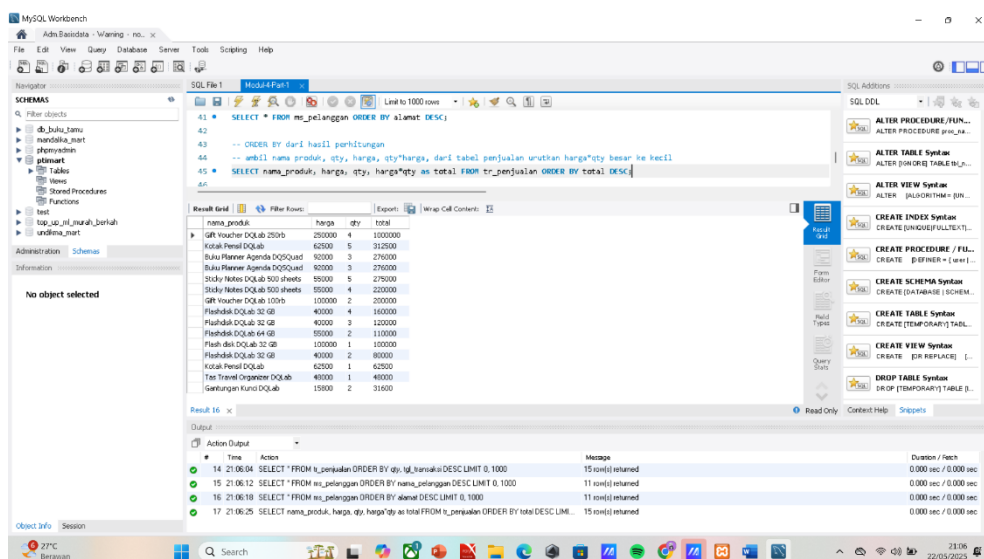 MySQL Workbench
Adm.Basisdata - Warning - no...
File Edit View Query Database Server Tools Scripting Help
Navigator
SCHEMAS
Filter objects
db_buku_tamu
mandalika_mart
phpmyadmin
ptimart
Tables
Views
Stored Procedures
Functions
test
top_up_ml_murah_berkah
undikma_mart
Administration Schemas
Information
No object selected
Object Info Session
SQL File 1 Modul-4-Part-1
Limit to 1000 rows
41 SELECT * FROM ms_pelanggan ORDER BY alamat DESC;
42
43 -- ORDER BY dari hasil perhitungan
44 -- ambil nama produk, qty, harga, qty*harga, dari tabel penjualan urutkan harga*qty besar ke kecil
45 SELECT nama_produk, harga, qty, harga*qty as total FROM tr_penjualan ORDER BY total DESC;
46
Result Grid Filter Rows: Export: Wrap Cell Content:
nama_produk harga qty total
Gift Voucher DQLab 250rb 250000 4 1000000
Kotak Pensil DQLab 62500 5 312500
Buku Planner Agenda DQSQuad 92000 3 276000
Buku Planner Agenda DQSQuad 92000 3 276000
Sticky Notes DQLab 500 sheets 55000 5 275000
Sticky Notes DQLab 500 sheets 55000 4 220000
Gift Voucher DQLab 100rb 100000 2 200000
Flashdisk DQLab 32 GB 40000 4 160000
Flashdisk DQLab 32 GB 40000 3 120000
Flashdisk DQLab 64 GB 55000 2 110000
Flash disk DQLab 32 GB 100000 1 100000
Flashdisk DQLab 32 GB 40000 2 80000
Kotak Pensil DQLab 62500 1 62500
Tas Travel Organizer DQLab 48000 1 48000
Gantungan Kunci DQLab 15800 2 31600
Result Grid
Form Editor
Field Types
Query Stats
Result 16
Read Only
Output
Action Output
# Time Action Message Duration / Fetch
14 21:06:04 SELECT * FROM tr_penjualan ORDER BY qty, tgl_transaksi DESC LIMIT 0, 1000 15 row(s) returned 0.000 sec / 0.000 sec
15 21:06:12 SELECT * FROM ms_pelanggan ORDER BY nama_pelanggan DESC LIMIT 0, 1000 11 row(s) returned 0.000 sec / 0.000 sec
16 21:06:18 SELECT * FROM ms_pelanggan ORDER BY alamat DESC LIMIT 0, 1000 11 row(s) returned 0.000 sec / 0.000 sec
17 21:06:25 SELECT nama_produk, harga, qty, harga*qty as total FROM tr_penjualan ORDER BY total DESC LIMI... 15 row(s) returned 0.000 sec / 0.000 sec
SQL Additions
SQL DDL
ALTER PROCEDURE/FUN...
ALTER PROCEDURE proc_na...
ALTER TABLE Syntax
ALTER [IGNORE] TABLE tbl_n...
ALTER VIEW Syntax
ALTER [ALGORITHM = {UN...
CREATE INDEX Syntax
CREATE [UNIQUE|FULLTEXT|...
CREATE PROCEDURE / FU...
CREATE [DEFINER = { user | ...
CREATE SCHEMA Syntax
CREATE {DATABASE | SCHEM...
CREATE TABLE Syntax
CREATE [TEMPORARY] TABL...
CREATE VIEW Syntax
CREATE [OR REPLACE] [...
DROP TABLE Syntax
DROP [TEMPORARY] TABLE [I...
Context Help Snippets
27°C
Berawan
Search
21:06
22/05/2025